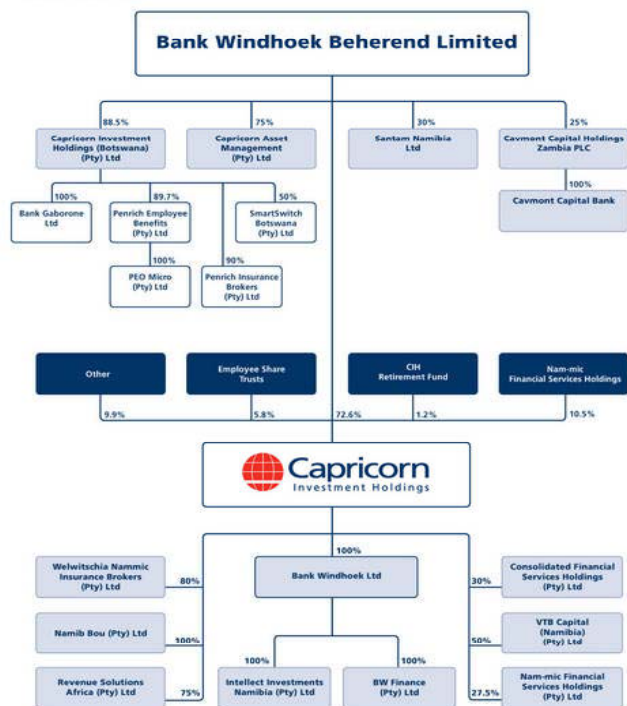 Bank Windhoek Beherend Limited
88.5%
75%
30%
25%
Capricorn Investment
Holdings (Botswana)
(Pty) Ltd
Capricorn Asset
Management
(Pty) Ltd
Santam Namibia
Ltd
Cavmont Capital Holdings
Zambia PLC
100%
89.7%
50%
100%
Bank Gaborone
Ltd
Penrich Employee
Benefits
(Pty) Ltd
SmartSwitch
Botswana
(Pty) Ltd
Cavmont Capital Bank
100%
90%
PEO Micro
(Pty) Ltd
Penrich Insurance
Brokers
(Pty) Ltd
Other
Employee Share
Trusts
CIH
Retirement Fund
Nam-mic
Financial Services Holdings
9.9%
5.8%
72.6%
1.2%
10.5%
Capricorn
Investment Holdings
100%
Welwitschia Nammic
Insurance Brokers
(Pty) Ltd
80%
Bank Windhoek Ltd
30%
Consolidated Financial
Services Holdings
(Pty) Ltd
Namib Bou (Pty) Ltd
100%
50%
VTB Capital
(Namibia)
(Pty) Ltd
100%
100%
Revenue Solutions
Africa (Pty) Ltd
75%
Intellect Investments
Namibia (Pty) Ltd
BW Finance
(Pty) Ltd
27.5%
Nam-mic Financial
Services Holdings
(Pty) Ltd